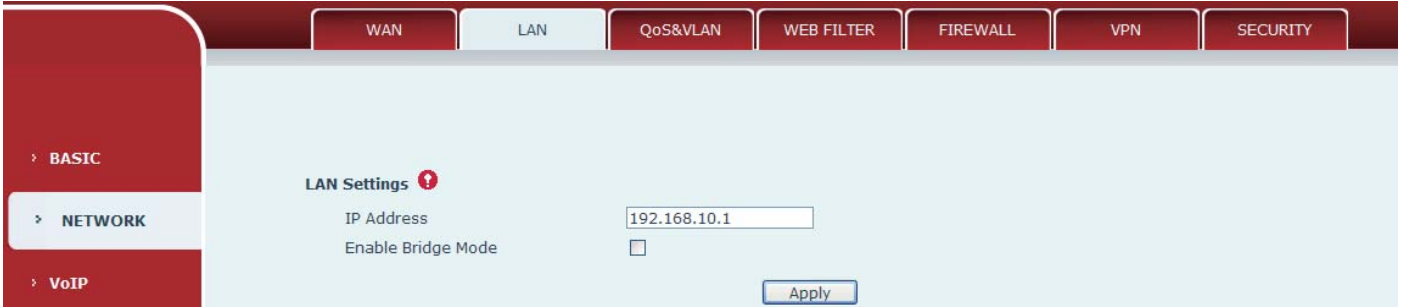 WAN LAN QoS&VLAN WEB FILTER FIREWALL VPN SECURITY
BASIC
LAN Settings
NETWORK
IP Address 192.168.10.1
Enable Bridge Mode
VoIP
Apply